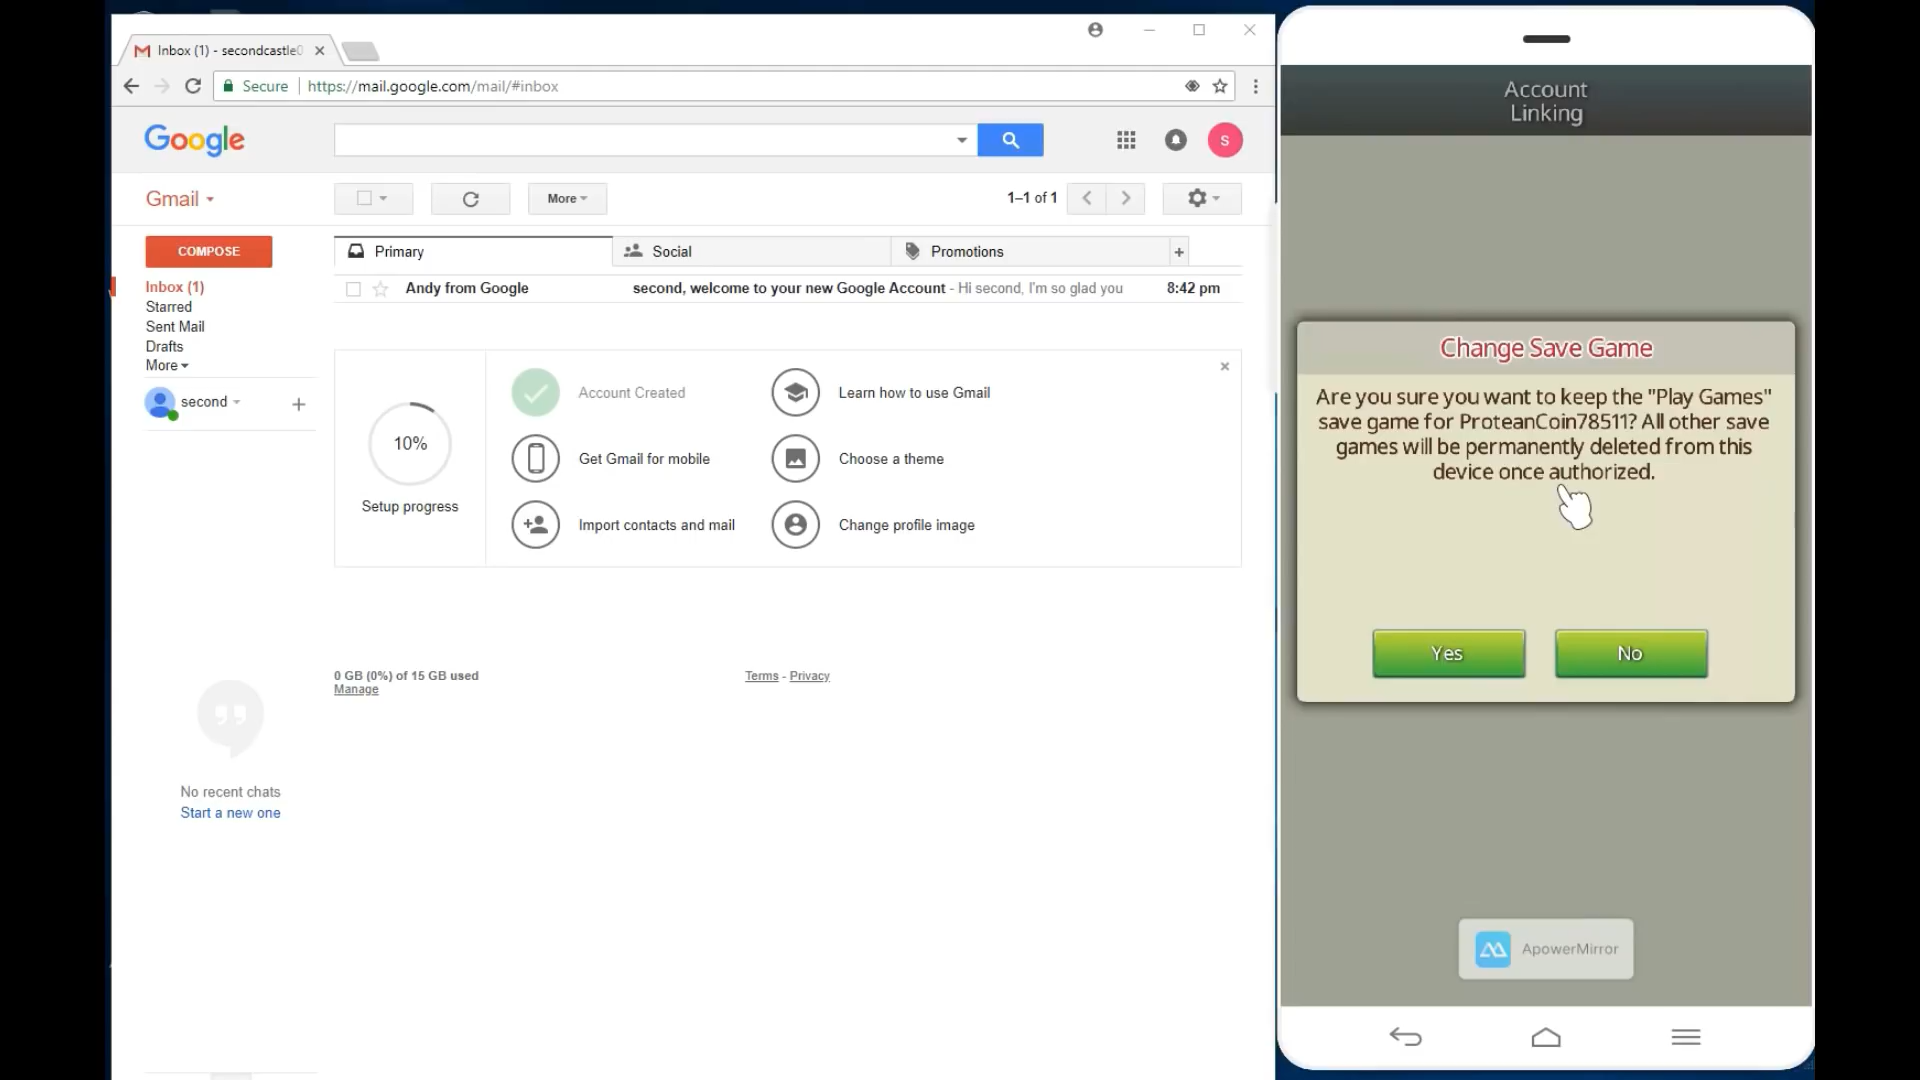 Inbox (1) - secondcastle
Secure
https://mail.google.com/mail/#inbox
Google
S
Gmail
More
1–1 of 1
COMPOSE
Primary
Social
Promotions
+
Inbox (1)
Starred
Sent Mail
Drafts
More
Andy from Google
second, welcome to your new Google Account - Hi second, I'm so glad you
8:42 pm
second
+
10%
Setup progress
Account Created
Learn how to use Gmail
Get Gmail for mobile
Choose a theme
Import contacts and mail
Change profile image
0 GB (0%) of 15 GB used
Manage
Terms - Privacy
No recent chats
Start a new one
Account
Linking
Change Save Game
Are you sure you want to keep the "Play Games"
save game for ProteanCoin78511? All other save
games will be permanently deleted from this
device once authorized.
Yes
No
ApowerMirror